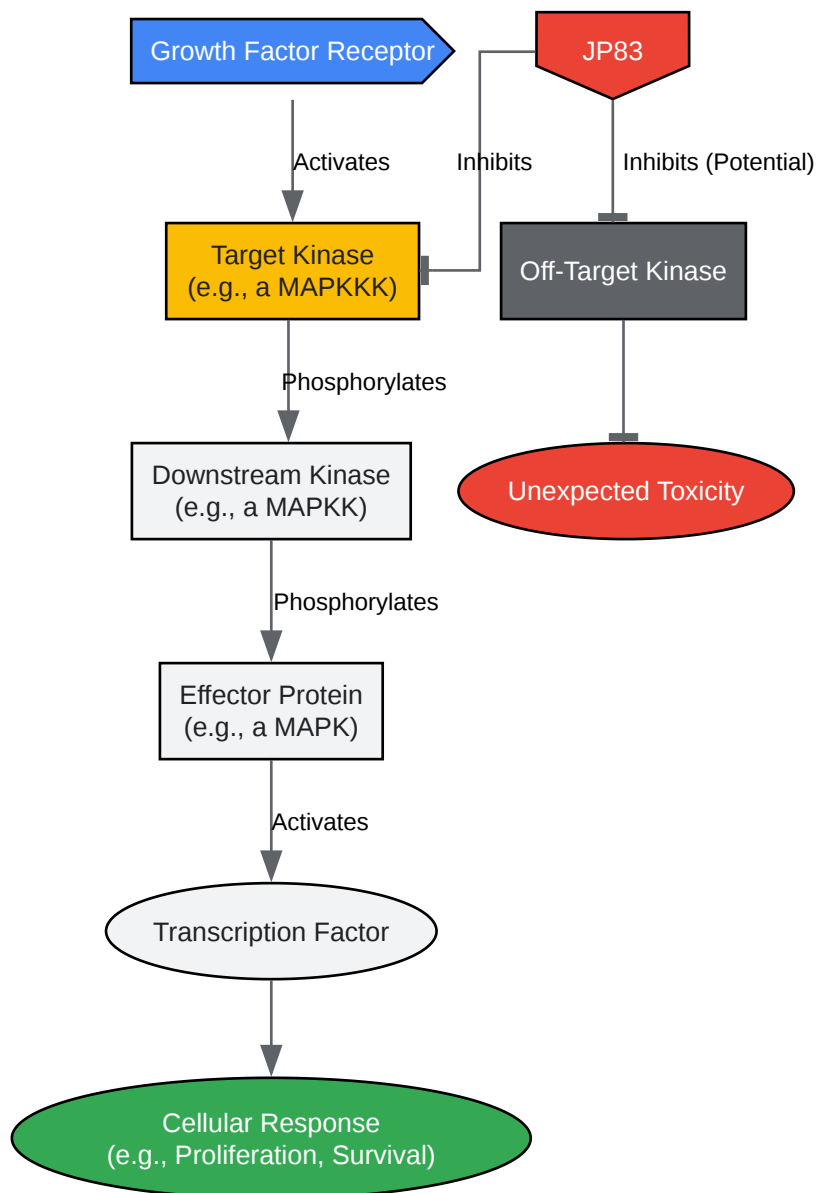 Growth Factor Receptor
JP83
Activates
Inhibits
Inhibits (Potential)
Target Kinase
(e.g., a MAPKKK)
Off-Target Kinase
Phosphorylates
Downstream Kinase
(e.g., a MAPKK)
Unexpected Toxicity
Phosphorylates
Effector Protein
(e.g., a MAPK)
Activates
Transcription Factor
Cellular Response
(e.g., Proliferation, Survival)